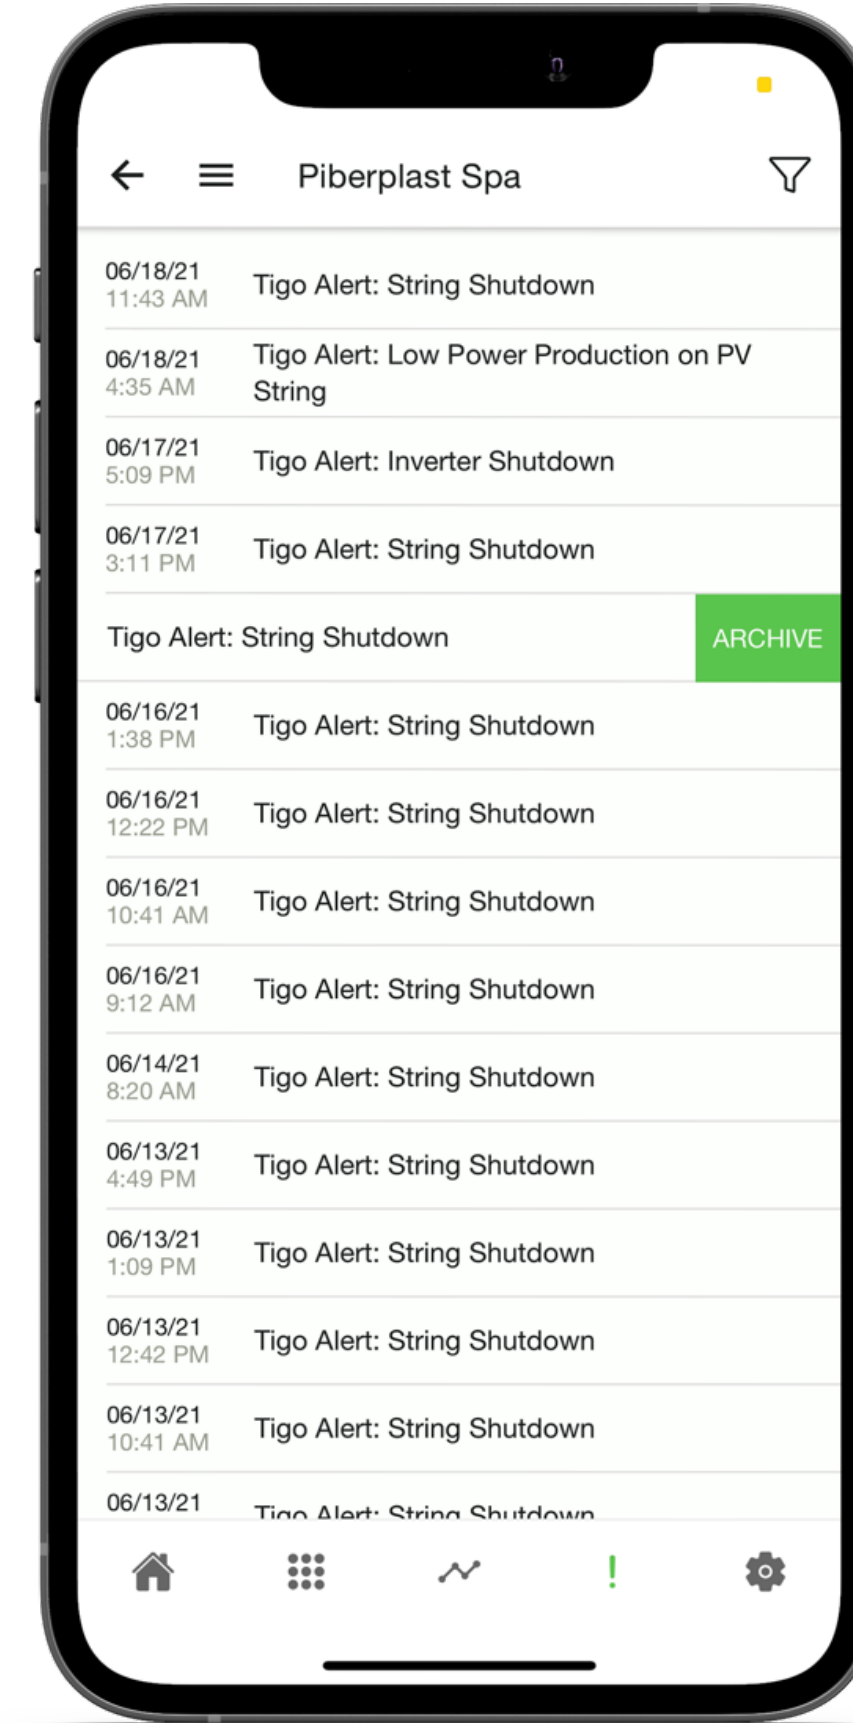 Piberplast Spa
06/18/21
11:43 AM
Tigo Alert: String Shutdown
06/18/21
4:35 AM
Tigo Alert: Low Power Production on PV
String
06/17/21
5:09 PM
Tigo Alert: Inverter Shutdown
06/17/21
3:11 PM
Tigo Alert: String Shutdown
Tigo Alert: String Shutdown
ARCHIVE
06/16/21
1:38 PM
Tigo Alert: String Shutdown
06/16/21
12:22 PM
Tigo Alert: String Shutdown
06/16/21
10:41 AM
Tigo Alert: String Shutdown
06/16/21
9:12 AM
Tigo Alert: String Shutdown
06/14/21
8:20 AM
Tigo Alert: String Shutdown
06/13/21
4:49 PM
Tigo Alert: String Shutdown
06/13/21
1:09 PM
Tigo Alert: String Shutdown
06/13/21
12:42 PM
Tigo Alert: String Shutdown
06/13/21
10:41 AM
Tigo Alert: String Shutdown
06/13/21
Tigo Alert: String Shutdown